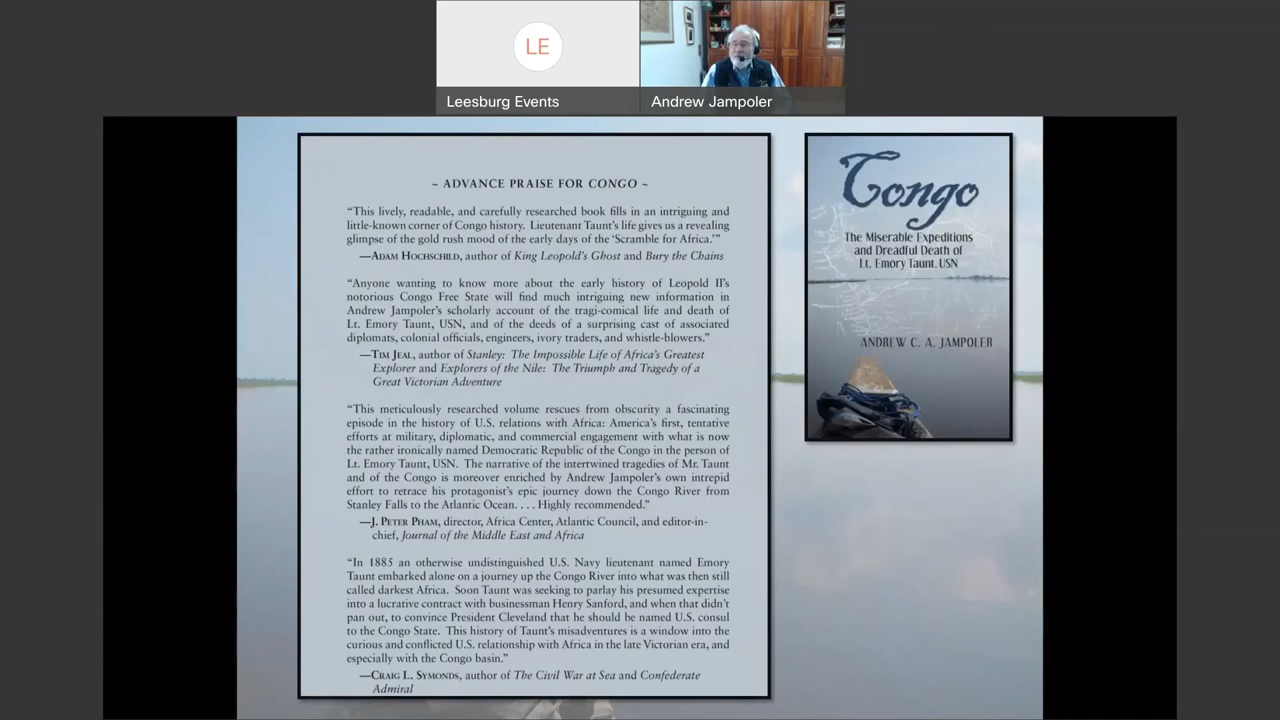 LE
Leesburg Events
Andrew Jampoler
~ ADVANCE PRAISE FOR CONGO ~
“This lively, readable, and carefully researched book fills in an intriguing and
little-known corner of Congo history. Lieutenant Taunt’s life gives us a revealing
glimpse of the gold rush mood of the early days of the ‘Scramble for Africa.’”
—ADAM HOCHSCHILD, author of King Leopold’s Ghost and Bury the Chains
“Anyone wanting to know more about the early history of Leopold II’s
notorious Congo Free State will find much intriguing new information in
Andrew Jampoler’s scholarly account of the tragi-comical life and death of
Lt. Emory Taunt, USN, and of the deeds of a surprising cast of associated
diplomats, colonial officials, engineers, ivory traders, and whistle-blowers.”
—TIM JEAL, author of Stanley: The Impossible Life of Africa’s Greatest
Explorer and Explorers of the Nile: The Triumph and Tragedy of a
Great Victorian Adventure
“This meticulously researched volume rescues from obscurity a fascinating
episode in the history of U.S. relations with Africa: America’s first, tentative
efforts at military, diplomatic, and commercial engagement with what is now
the rather ironically named Democratic Republic of the Congo in the person of
Lt. Emory Taunt, USN. The narrative of the intertwined tragedies of Mr. Taunt
and of the Congo is moreover enriched by Andrew Jampoler’s own intrepid
effort to retrace his protagonist’s epic journey down the Congo River from
Stanley Falls to the Atlantic Ocean. . . . Highly recommended.”
—J. PETER PHAM, director, Africa Center, Atlantic Council, and editor-in-
chief, Journal of the Middle East and Africa
“In 1885 an otherwise undistinguished U.S. Navy lieutenant named Emory
Taunt embarked alone on a journey up the Congo River into what was then still
called darkest Africa. Soon Taunt was seeking to parlay his presumed expertise
into a lucrative contract with businessman Henry Sanford, and when that didn’t
pan out, to convince President Cleveland that he should be named U.S. consul
to the Congo State. This history of Taunt’s misadventures is a window into the
curious and conflicted U.S. relationship with Africa in the late Victorian era, and
especially with the Congo basin.”
—CRAIG L. SYMONDS, author of The Civil War at Sea and Confederate
Admiral
Congo
The Miserable Expeditions
and Dreadful Death of
Lt. Emory Taunt, USN
ANDREW C. A. JAMPOLER